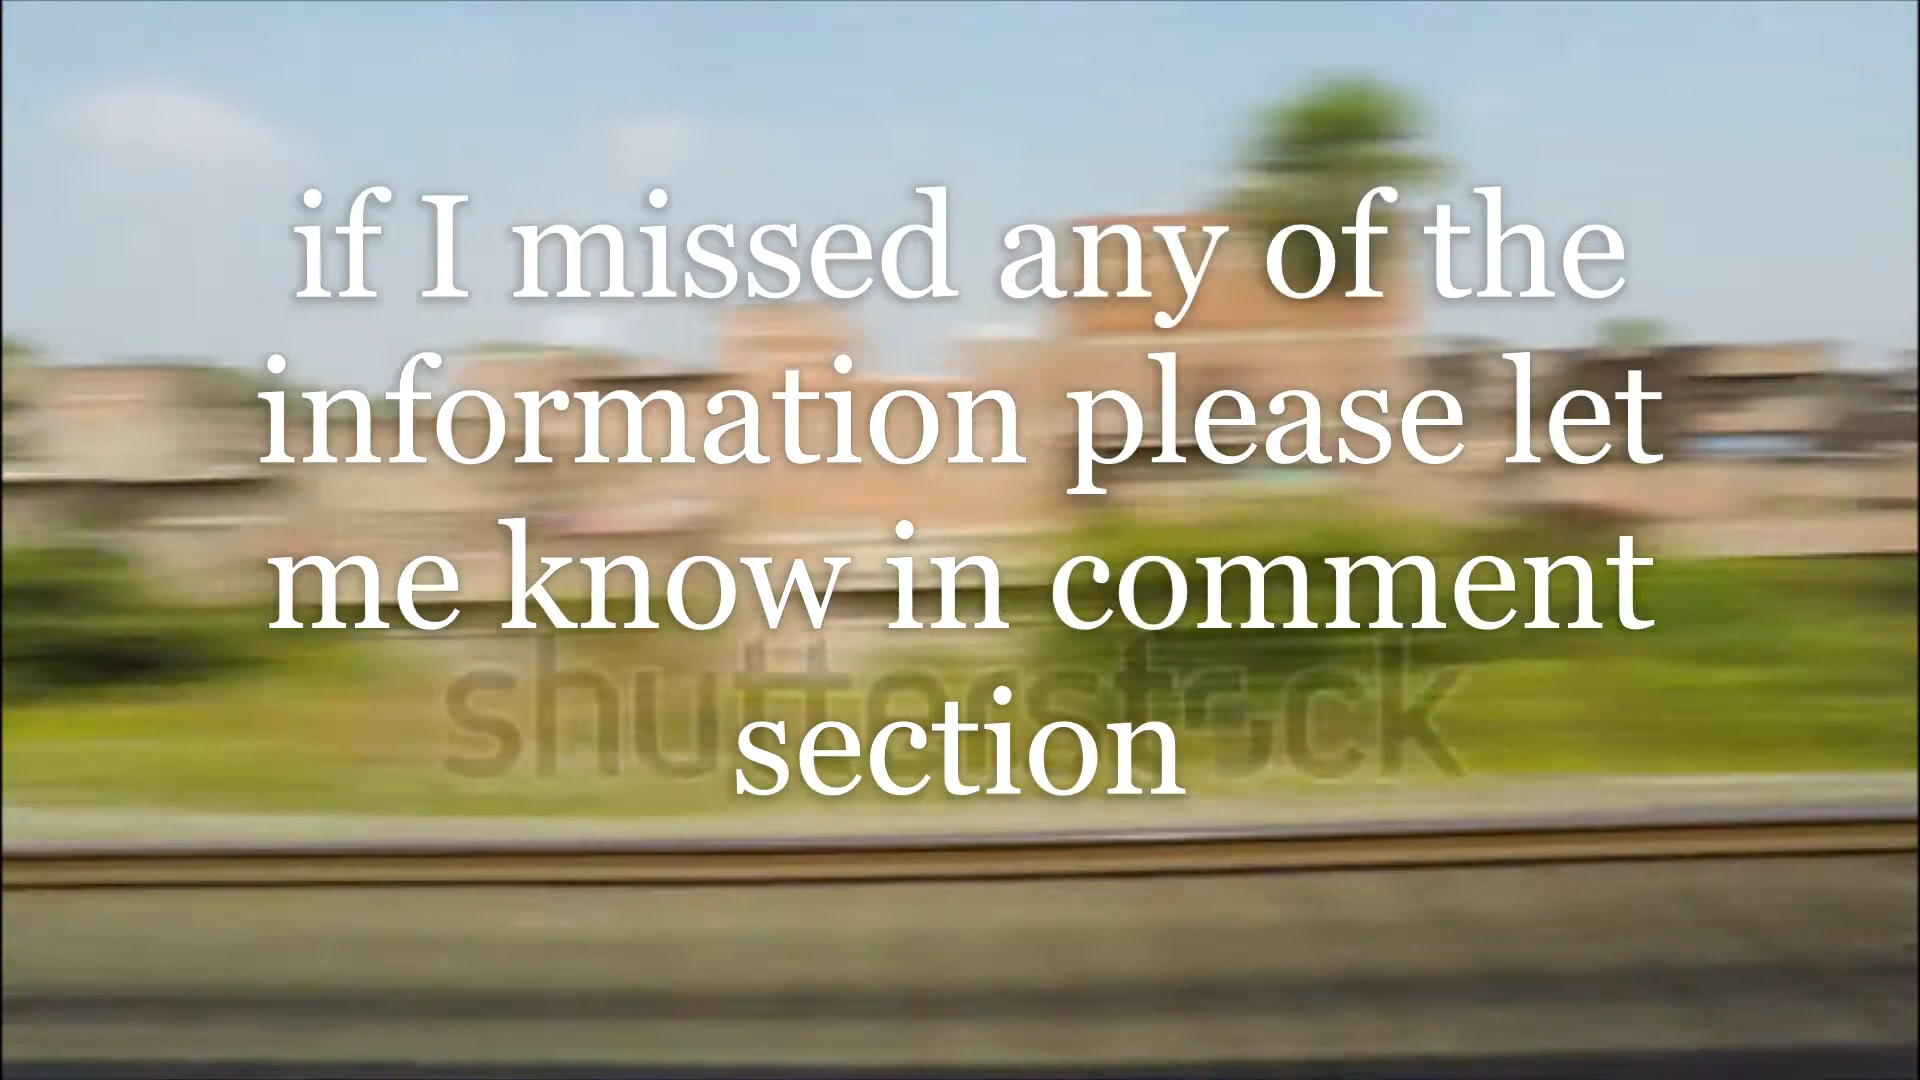 if I missed any of the
information please let
me know in comment
section
shutterstock